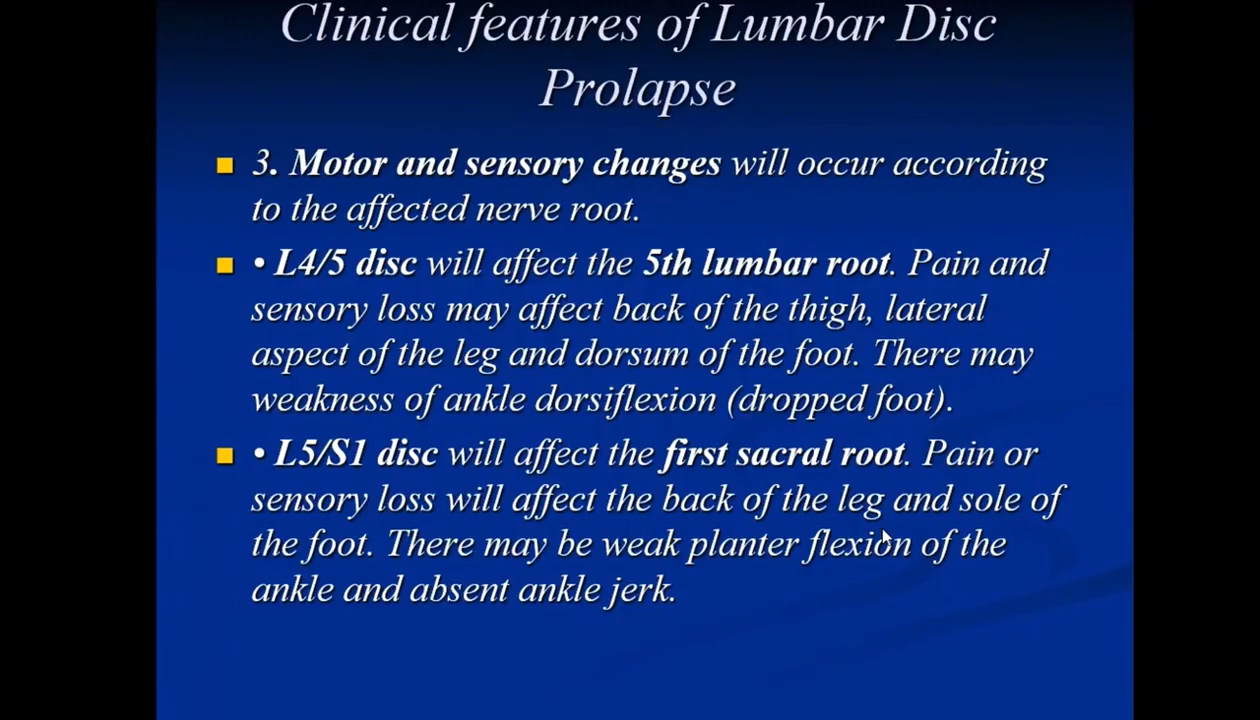 Clinical features of Lumbar Disc
Prolapse
3. Motor and sensory changes will occur according
to the affected nerve root.
• L4/5 disc will affect the 5th lumbar root. Pain and
sensory loss may affect back of the thigh, lateral
aspect of the leg and dorsum of the foot. There may
weakness of ankle dorsiflexion (dropped foot).
• L5/S1 disc will affect the first sacral root. Pain or
sensory loss will affect the back of the leg and sole of
the foot. There may be weak planter flexion of the
ankle and absent ankle jerk.